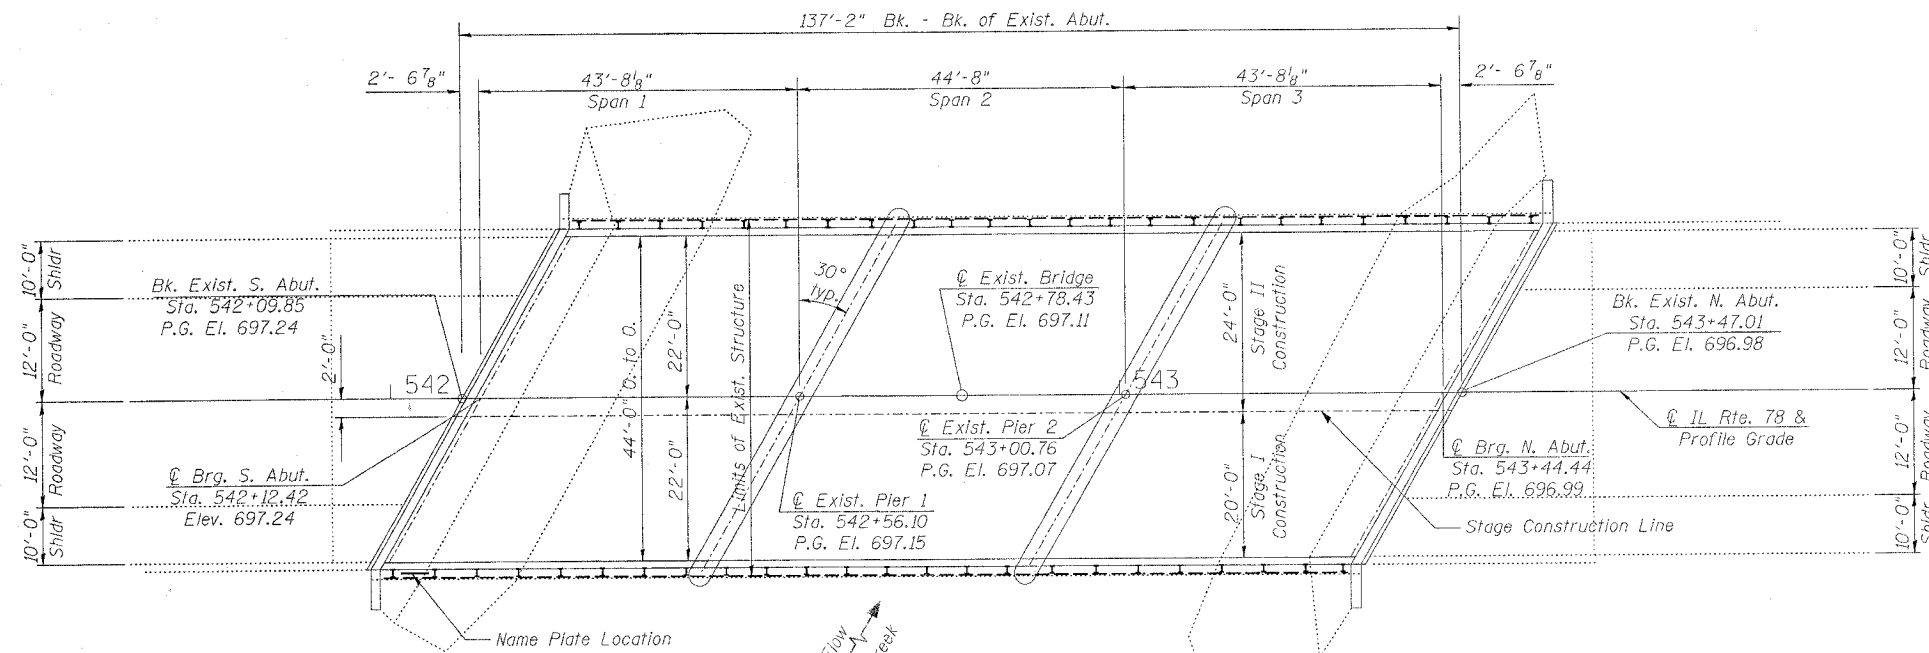 137'-2" Bk. - Bk. of Exist. Abut.
2'- 6 7/8"
43'-8 1/8"
Span 1
44'-8"
Span 2
43'-8 1/8"
Span 3
2'- 6 7/8"
10'-0"
Shldr
12'-0"
Roadway
12'-0"
Roadway
10'-0"
Shldr
Bk. Exist. S. Abut.
Sta. 542+09.85
P.G. El. 697.24
2'-0"
542
℄ Brg. S. Abut.
Sta. 542+12.42
Elev. 697.24
44'-0" O. to O.
22'-0"
22'-0"
Limits of Exist. Structure
30°
typ.
℄ Exist. Bridge
Sta. 542+78.43
P.G. El. 697.11
℄ Exist. Pier 1
Sta. 542+56.10
P.G. El. 697.15
℄ Exist. Pier 2
Sta. 543+00.76
P.G. El. 697.07
543
24'-0"
Stage II
Construction
20'-0"
Stage I
Construction
Bk. Exist. N. Abut.
Sta. 543+47.01
P.G. El. 696.98
℄ IL Rte. 78 &
Profile Grade
℄ Brg. N. Abut.
Sta. 543+44.44
P.G. El. 696.99
Stage Construction Line
10'-0"
Shldr
12'-0"
Roadway
12'-0"
Roadway
10'-0"
Shldr
Name Plate Location
Flow